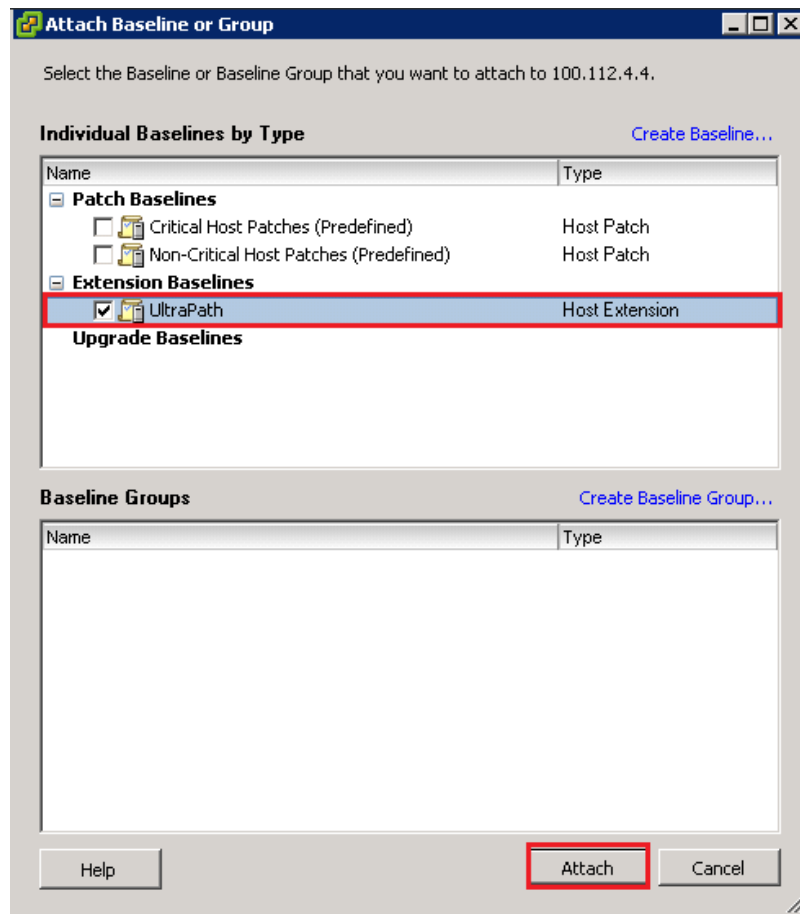 Attach Baseline or Group
Select the Baseline or Baseline Group that you want to attach to 100.112.4.4.
Individual Baselines by Type Create Baseline...
Name Type
Patch Baselines
Critical Host Patches (Predefined) Host Patch
Non-Critical Host Patches (Predefined) Host Patch
Extension Baselines
UltraPath Host Extension
Upgrade Baselines
Baseline Groups Create Baseline Group...
Name Type
Help Attach Cancel